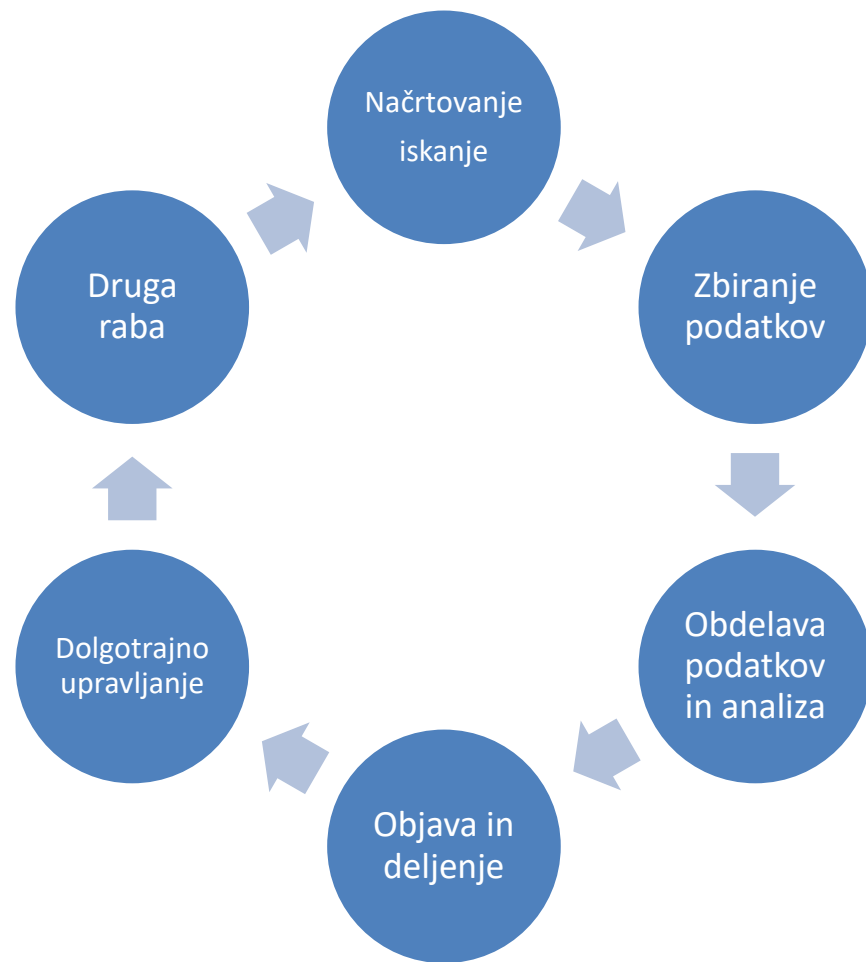 Načrtovanje
iskanje
Zbiranje
podatkov
Obdelava
podatkov
in analiza
Objava in
deljenje
Dolgotrajno
upravljanje
Druga
raba